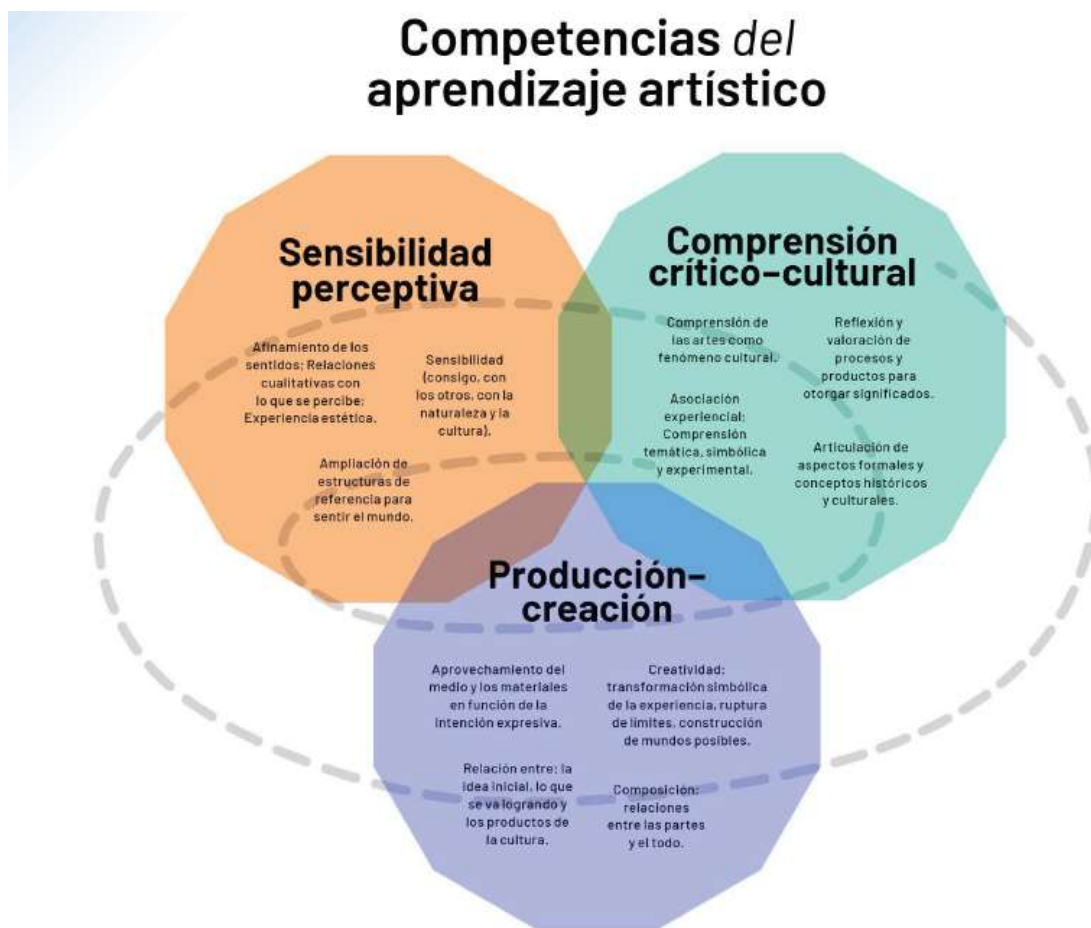 Competencias del
aprendizaje artístico
Sensibilidad
perceptiva
Afinamiento de los
sentidos; Relaciones
cualitativas con
lo que se percibe;
Experiencia estética.
Sensibilidad
(consigo, con
los otros, con la
naturaleza y la
cultura).
Ampliación de
estructuras de
referencia para
sentir el mundo.
Comprensión
crítico-cultural
Comprensión de
las artes como
fenómeno cultural.
Reflexión y
valoración de
procesos y
productos para
otorgar significados.
Asociación
experiencial;
Comprensión
temática, simbólica
y experimental.
Articulación de
aspectos formales y
conceptos históricos
y culturales.
Producción-
creación
Aprovechamiento del
medio y los materiales
en función de la
intención expresiva.
Creatividad:
transformación simbólica
de la experiencia, ruptura
de límites, construcción
de mundos posibles.
Relación entre: la
idea inicial, lo que
se va logrando y
los productos de
la cultura.
Composición:
relaciones
entre las partes
y el todo.